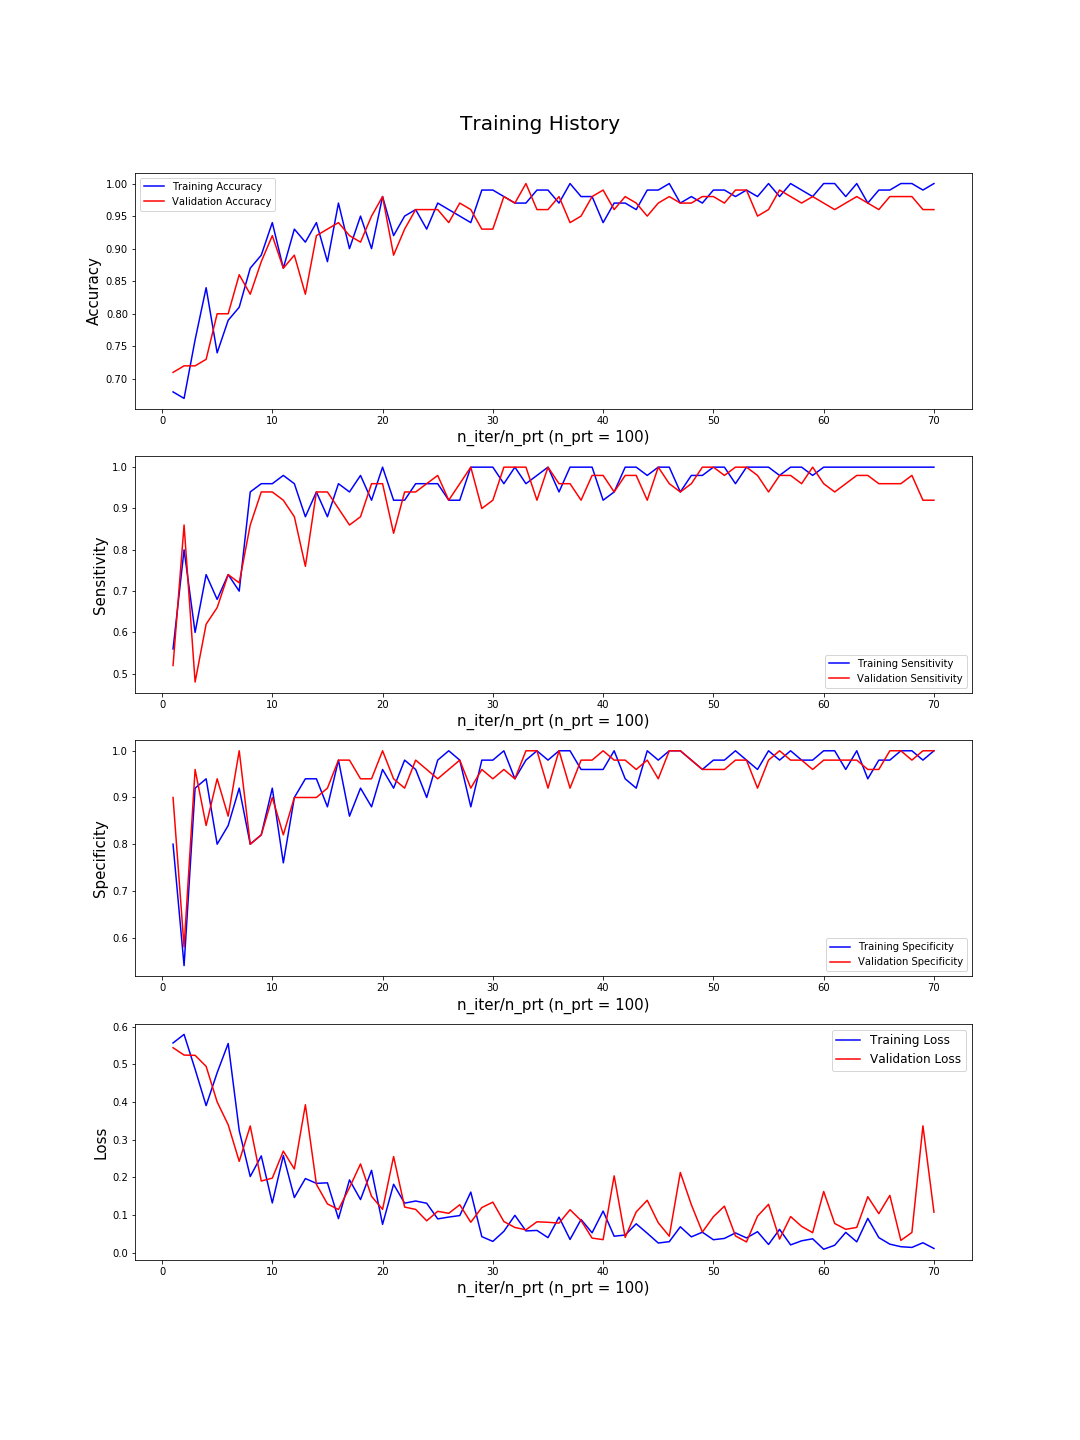 Training History
1.00
0.95
0.90
0.85
0.80
0.75
0.70
Accuracy
Training Accuracy
Validation Accuracy
0 10 20 30 40 50 60 70
n_iter/n_prt (n_prt = 100)
1.0
0.9
0.8
0.7
0.6
0.5
Sensitivity
Training Sensitivity
Validation Sensitivity
0 10 20 30 40 50 60 70
n_iter/n_prt (n_prt = 100)
1.0
0.9
0.8
0.7
0.6
Specificity
Training Specificity
Validation Specificity
0 10 20 30 40 50 60 70
n_iter/n_prt (n_prt = 100)
0.6
0.5
0.4
0.3
0.2
0.1
0.0
Loss
Training Loss
Validation Loss
0 10 20 30 40 50 60 70
n_iter/n_prt (n_prt = 100)